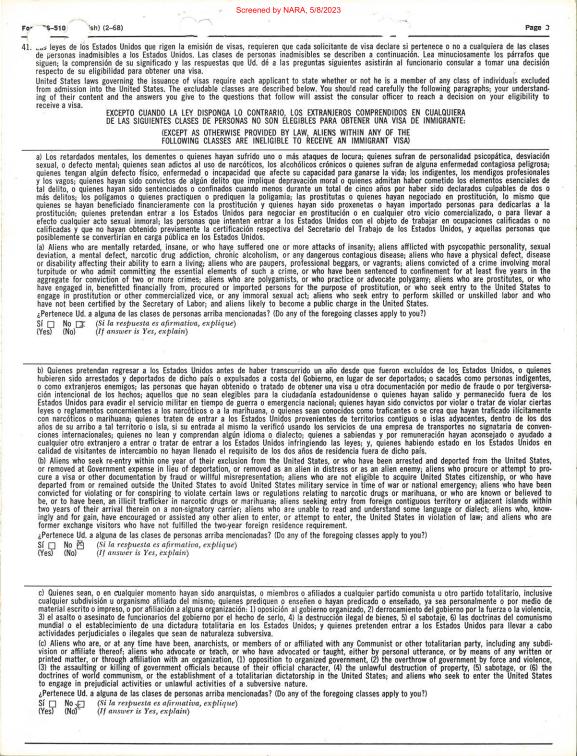 Screened by NARA, 5/8/2023
-510 ish) (2-68) Page 3
41. leyes de los Estados Unidos que rigen la emisión de visas, requieren que cada solicitante de visa declare si pertenece o no a cualquiera de las clases
de personas inadmisibles a los Estados Unidos. Las clases de personas inadmisibles se describen a continuación. Lea minuciosamente los párrafos que
siguen; la comprensión de su significado y las respuestas que Ud. dé a las preguntas siguientes asistirán al funcionario consular a tomar una decisión
respecto de su eligibilidad para obtener una visa.
United States laws governing the issuance of visas require each applicant to state whether or not he is a member of any class of individuals excluded
from admission into the United States. The excludable classes are described below. You should read carefully the following paragraphs; your understand-
ing of their content and the answers you give to the questions that follow will assist the consular officer to reach a decision on your eligibility to
receive a visa.
EXCEPTO CUANDO LA LEY DISPONGA LO CONTRARIO, LOS EXTRANJEROS COMPRENDIDOS EN CUALQUIERA
DE LAS SIGUIENTES CLASES DE PERSONAS NO SON ELEGIBLES PARA OBTENER UNA VISA DE INMIGRANTE:
(EXCEPT AS OTHERWISE PROVIDED BY LAW, ALIENS WITHIN ANY OF THE
FOLLOWING CLASSES ARE INELIGIBLE TO RECEIVE AN IMMIGRANT VISA)
a) Los retardados mentales, los dementes o quienes hayan sufrido uno o más ataques de locura; quienes sufran de personalidad psicopática, desviación
sexual, o defecto mental; quienes sean adictos al uso de narcóticos, los alcohólicos crónicos o quienes sufran de alguna enfermedad contagiosa peligrosa;
quienes tengan algún defecto físico, enfermedad o incapacidad que afecte su capacidad para ganarse la vida; los indigentes, los mendigos profesionales
y los vagos; quienes hayan sido convictos de algún delito que implique depravación moral o quienes admitan haber cometido los elementos esenciales de
tal delito, o quienes hayan sido sentenciados o confinados cuando menos durante un total de cinco años por haber sido declarados culpables de dos o
más delitos; los polígamos o quienes practiquen o prediquen la poligamia; las prostitutas o quienes hayan negociado en prostitución, lo mismo que
quienes se hayan beneficiado financieramente con la prostitución y quienes hayan sido proxenetas o hayan importado personas para dedicarlas a la
prostitución; quienes pretendan entrar a los Estados Unidos para negociar en prostitución o en cualquier otro vicio comercializado, o para llevar a
efecto cualquier acto sexual inmoral; las personas que intenten entrar a los Estados Unidos con el objeto de trabajar en ocupaciones calificadas o no
calificadas y que no hayan obtenido previamente la certificación respectiva del Secretario del Trabajo de los Estados Unidos, y aquellas personas que
posiblemente se convertirían en carga pública en los Estados Unidos.
(a) Aliens who are mentally retarded, insane, or who have suffered one or more attacks of insanity; aliens afflicted with psycopathic personality, sexual
deviation, a mental defect, narcotic drug addiction, chronic alcoholism, or any dangerous contagious disease; aliens who have a physical defect, disease
or disability affecting their ability to earn a living; aliens who are paupers, professional beggars, or vagrants; aliens convicted of a crime involving moral
turpitude or who admit committing the essential elements of such a crime, or who have been sentenced to confinement for at least five years in the
aggregate for conviction of two or more crimes; aliens who are polygamists, or who practice or advocate polygamy; aliens who are prostitutes, or who
have engaged in, benefitted financially from, procured or imported persons for the purpose of prostitution, or who seek entry to the United States to
engage in prostitution or other commercialized vice, or any immoral sexual act; aliens who seek entry to perform skilled or unskilled labor and who
have not been certified by the Secretary of Labor; and aliens likely to become a public charge in the United States.
¿Pertenece Ud. a alguna de las clases de personas arriba mencionadas? (Do any of the foregoing classes apply to you?)
Sí No (Si la respuesta es afirmativa, explique)
(Yes) (No) (If answer is Yes, explain)
b) Quienes pretendan regresar a los Estados Unidos antes de haber transcurrido un año desde que fueron excluídos de los Estados Unidos, o quienes
hubieren sido arrestados y deportados de dicho país o expulsados a costa del Gobierno, en lugar de ser deportados; o sacados como personas indigentes,
o como extranjeros enemigos; las personas que hayan obtenido o tratado de obtener una visa u otra documentación por medio de fraude o por tergiversa-
ción intencional de los hechos; aquellos que no sean elegibles para la ciudadanía estadounidense o quienes hayan salido y permanecido fuera de los
Estados Unidos para evadir el servicio militar en tiempo de guerra o emergencia nacional; quienes hayan sido convictos por violar o tratar de violar ciertas
leyes o reglamentos concernientes a los narcóticos o a la marihuana, o quienes sean conocidos como traficantes o se crea que hayan traficado ilícitamente
con narcóticos o marihuana; quienes traten de entrar a los Estados Unidos provenientes de territorios contiguos o islas adyacentes, dentro de los dos
años de su arribo a tal territorio o isla, si su entrada al mismo la verificó usando los servicios de una empresa de transportes no signataria de conven-
ciones internacionales; quienes no lean y comprendan algún idioma o dialecto; quienes a sabiendas y por remuneración hayan aconsejado o ayudado a
cualquier otro extranjero a entrar o tratar de entrar a los Estados Unidos infringiendo las leyes; y, quienes habiendo estado en los Estados Unidos en
calidad de visitantes de intercambio no hayan llenado el requisito de los dos años de residencia fuera de dicho país.
(b) Aliens who seek re-entry within one year of their exclusion from the United States, or who have been arrested and deported from the United States,
or removed at Government expense in lieu of deportation, or removed as an alien in distress or as an alien enemy; aliens who procure or attempt to pro-
cure a visa or other documentation by fraud or willful misrepresentation; aliens who are not eligible to acquire United States citizenship, or who have
departed from or remained outside the United States to avoid United States military service in time of war or national emergency; aliens who have been
convicted for violating or for conspiring to violate certain laws or regulations relating to narcotic drugs or marihuana, or who are known or believed to
be, or to have been, an illicit trafficker in narcotic drugs or marihuana; aliens seeking entry from foreign contiguous territory or adjacent islands within
two years of their arrival therein on a non-signatory carrier; aliens who are unable to read and understand some language or dialect; aliens who, know-
ingly and for gain, have encouraged or assisted any other alien to enter, or attempt to enter, the United States in violation of law; and aliens who are
former exchange visitors who have not fulfilled the two-year foreign residence requirement.
¿Pertenece Ud. a alguna de las clases de personas arriba mencionadas? (Do any of the foregoing classes apply to you?)
Sí No (Si la respuesta es afirmativa, explique)
(Yes) (No) (If answer is Yes, explain)
c) Quienes sean, o en cualquier momento hayan sido anarquistas, o miembros o afiliados a cualquier partido comunista u otro partido totalitario, inclusive
cualquier subdivisión u organismo afiliado del mismo; quienes prediquen o enseñen o hayan predicado o enseñado, ya sea personalmente o por medio de
material escrito o impreso, o por afiliación a alguna organización: 1) oposición al gobierno organizado, 2) derrocamiento del gobierno por la fuerza o la violencia,
3) el asalto o asesinato de funcionarios del gobierno por el hecho de serlo, 4) la destrucción ilegal de bienes, 5) el sabotaje, 6) las doctrinas del comunismo
mundial o el establecimiento de una dictadura totalitaria en los Estados Unidos; y quienes pretendan entrar a los Estados Unidos para llevar a cabo
actividades perjudiciales o ilegales que sean de naturaleza subversiva.
(c) Aliens who are, or at any time have been, anarchists, or members of or affiliated with any Communist or other totalitarian party, including any subdi-
vision or affiliate thereof; aliens who advocate or teach, or who have advocated or taught, either by personal utterance, or by means of any written or
printed matter, or through affiliation with an organization, (1) opposition to organized government, (2) the overthrow of government by force and violence,
(3) the assaulting or killing of government officials because of their official character, (4) the unlawful destruction of property, (5) sabotage, or (6) the
doctrines of world communism, or the establishment of a totalitarian dictatorship in the United States; and aliens who seek to enter the United States
to engage in prejudicial activities or unlawful activities of a subversive nature.
¿Pertenece Ud. a alguna de las clases de personas arriba mencionadas? (Do any of the foregoing classes apply to you?)
Sí No (Si la respuesta es afirmativa, explique)
(Yes) (No) (If answer is Yes, explain)